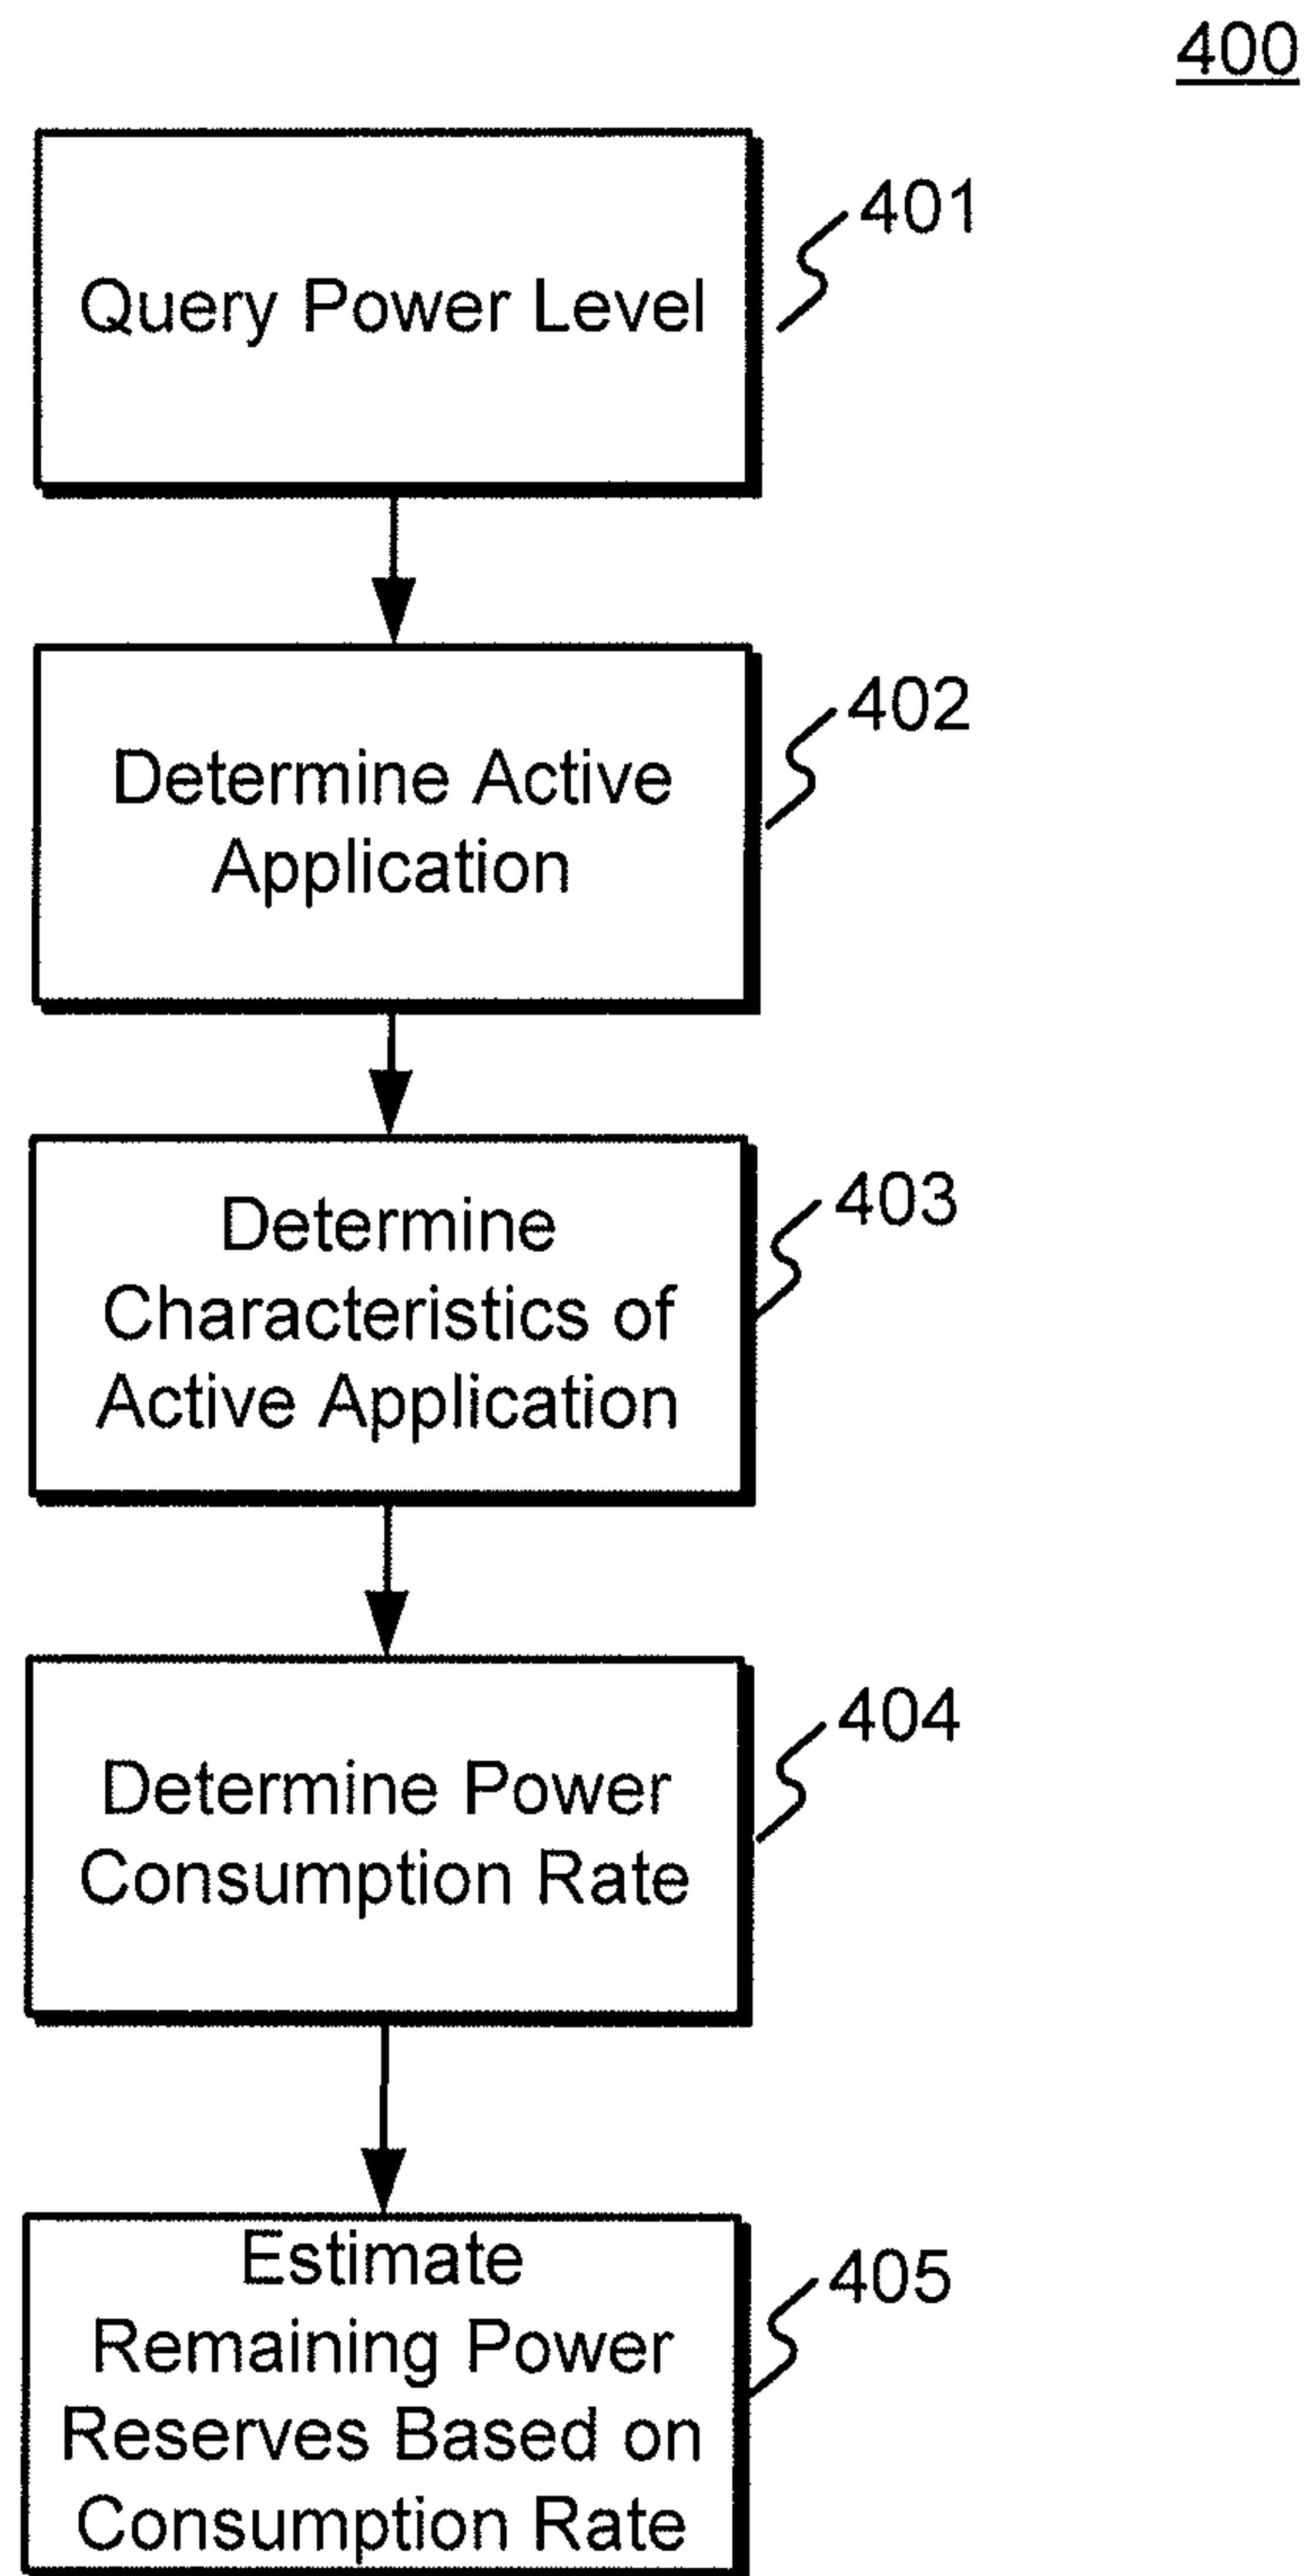 400
Query Power Level
401
Determine Active
Application
402
Determine
Characteristics of
Active Application
403
Determine Power
Consumption Rate
404
Estimate
Remaining Power
Reserves Based on
Consumption Rate
405